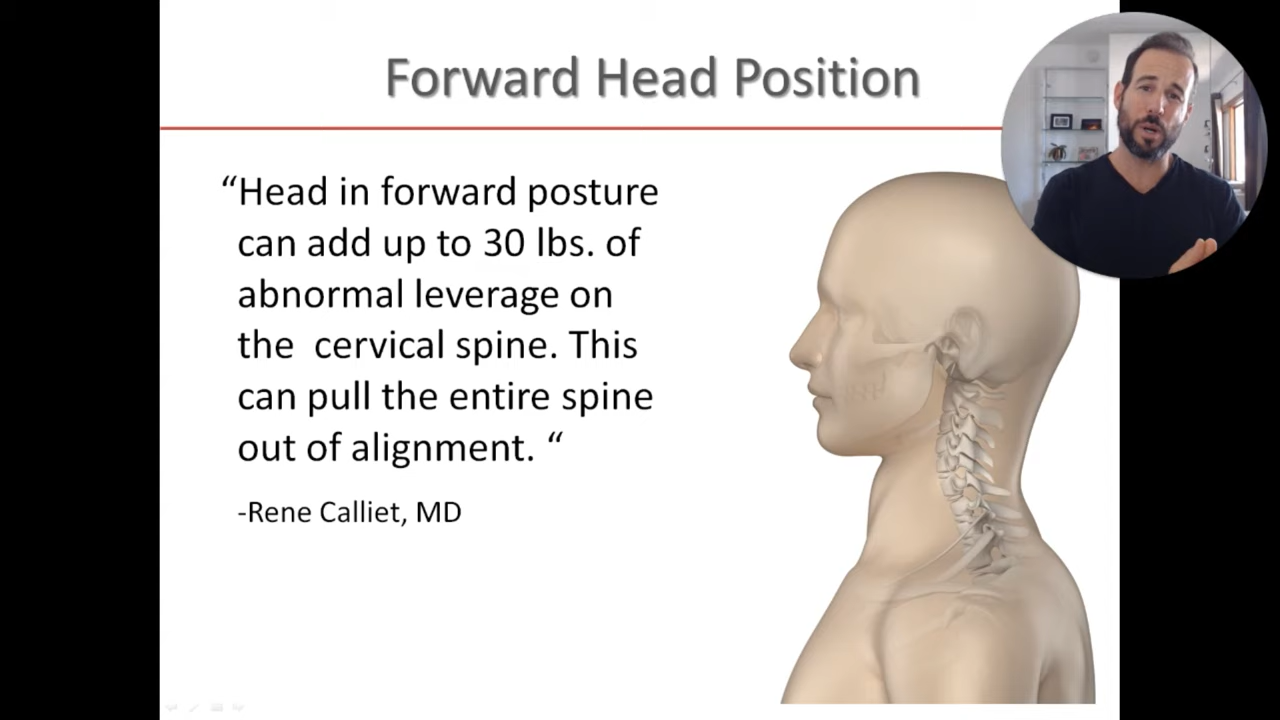 Forward Head Position
“Head in forward posture
can add up to 30 lbs. of
abnormal leverage on
the  cervical spine. This
can pull the entire spine
out of alignment. “
-Rene Calliet, MD